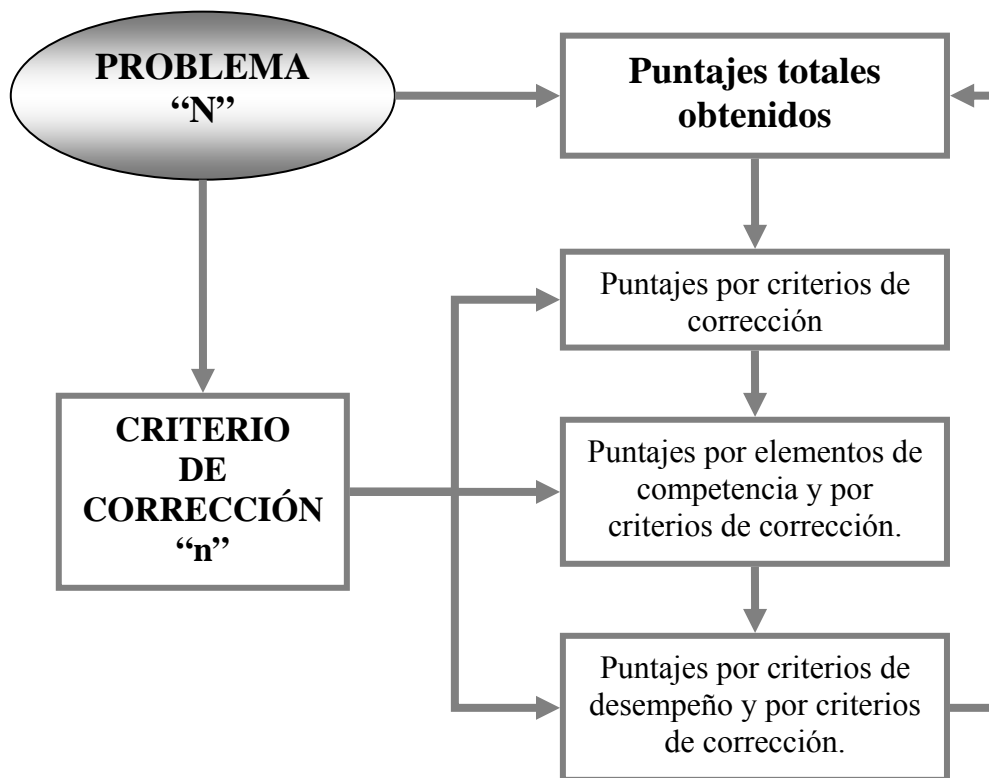 PROBLEMA
“N”
Puntajes totales
obtenidos
Puntajes por criterios de
corrección
CRITERIO
DE
CORRECCIÓN
“n”
Puntajes por elementos de
competencia y por
criterios de corrección.
Puntajes por criterios de
desempeño y por criterios
de corrección.